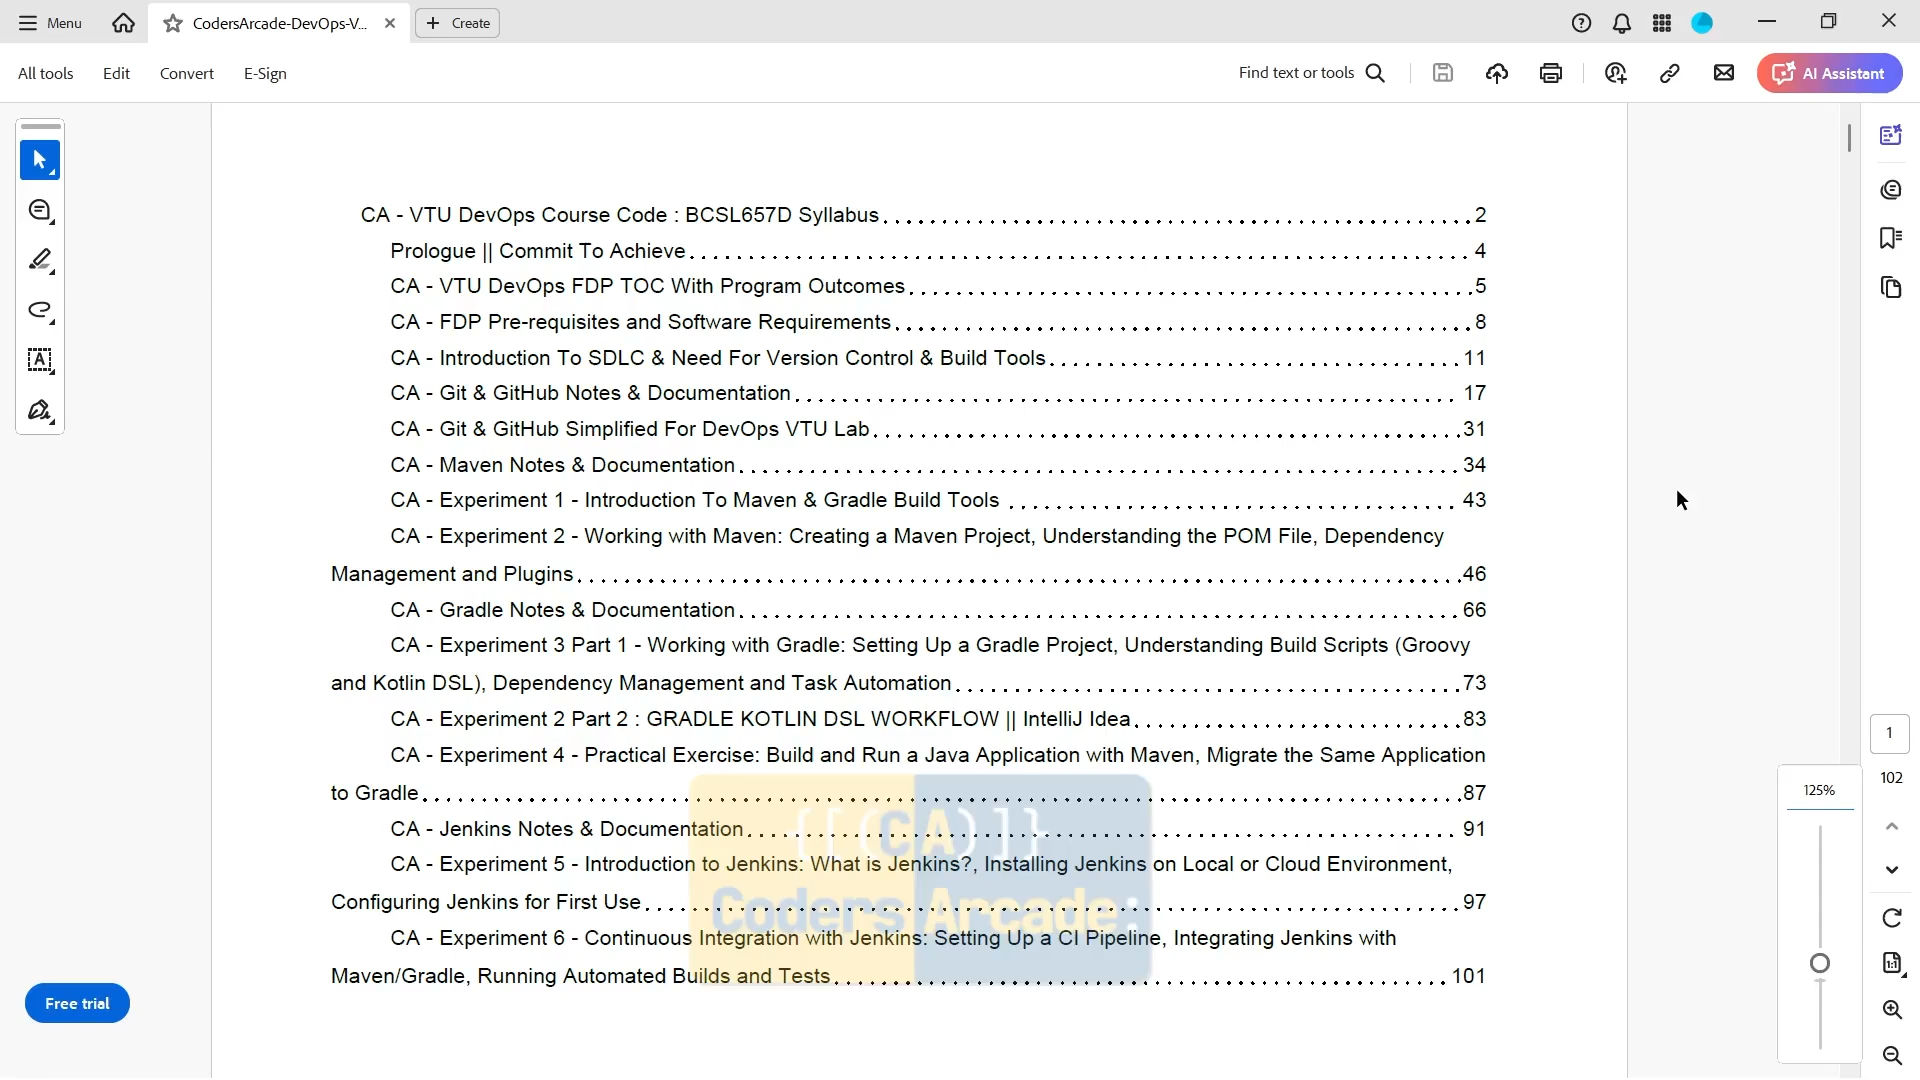 Menu
CodersArcade-DevOps-V...
Create
All tools
Edit
Convert
E-Sign
Find text or tools
AI Assistant
CA - VTU DevOps Course Code : BCSL657D Syllabus 2
Prologue || Commit To Achieve 4
CA - VTU DevOps FDP TOC With Program Outcomes 5
CA - FDP Pre-requisites and Software Requirements 8
CA - Introduction To SDLC & Need For Version Control & Build Tools 11
CA - Git & GitHub Notes & Documentation 17
CA - Git & GitHub Simplified For DevOps VTU Lab 31
CA - Maven Notes & Documentation 34
CA - Experiment 1 - Introduction To Maven & Gradle Build Tools 43
CA - Experiment 2 - Working with Maven: Creating a Maven Project, Understanding the POM File, Dependency
Management and Plugins 46
CA - Gradle Notes & Documentation 66
CA - Experiment 3 Part 1 - Working with Gradle: Setting Up a Gradle Project, Understanding Build Scripts (Groovy
and Kotlin DSL), Dependency Management and Task Automation 73
CA - Experiment 2 Part 2 : GRADLE KOTLIN DSL WORKFLOW || IntelliJ Idea 83
CA - Experiment 4 - Practical Exercise: Build and Run a Java Application with Maven, Migrate the Same Application
to Gradle 87
CA - Jenkins Notes & Documentation 91
CA - Experiment 5 - Introduction to Jenkins: What is Jenkins?, Installing Jenkins on Local or Cloud Environment,
Configuring Jenkins for First Use 97
CA - Experiment 6 - Continuous Integration with Jenkins: Setting Up a CI Pipeline, Integrating Jenkins with
Maven/Gradle, Running Automated Builds and Tests 101
{[(CA)]}
Coders Arcade:
Free trial
1
102
125%